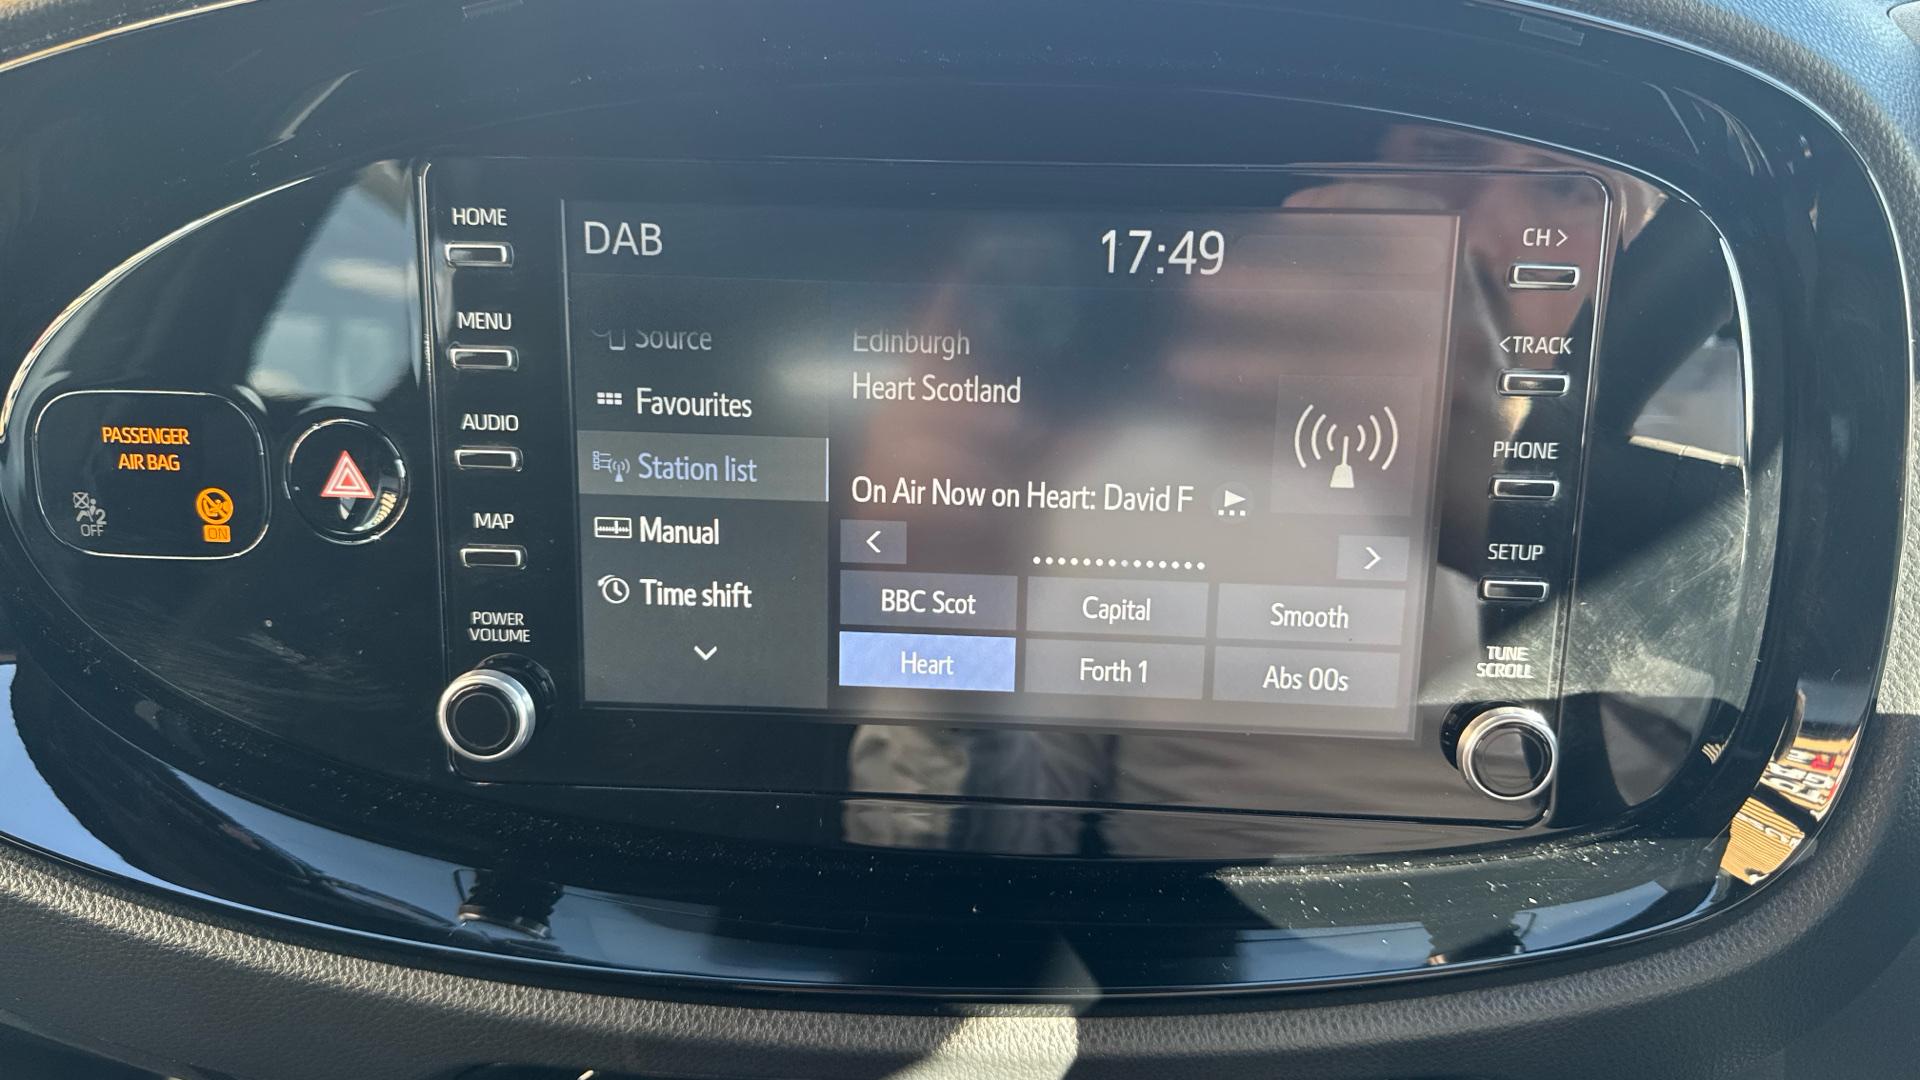 HOME
MENU
AUDIO
MAP
POWER
VOLUME
PASSENGER
AIR BAG
2
OFF
ON
DAB
17:49
Source
Favourites
Station list
Manual
Time shift
Edinburgh
Heart Scotland
On Air Now on Heart: David F
<
>
BBC Scot
Capital
Smooth
Heart
Forth 1
Abs 00s
CH >
<TRACK
PHONE
SETUP
TUNE
SCROLL